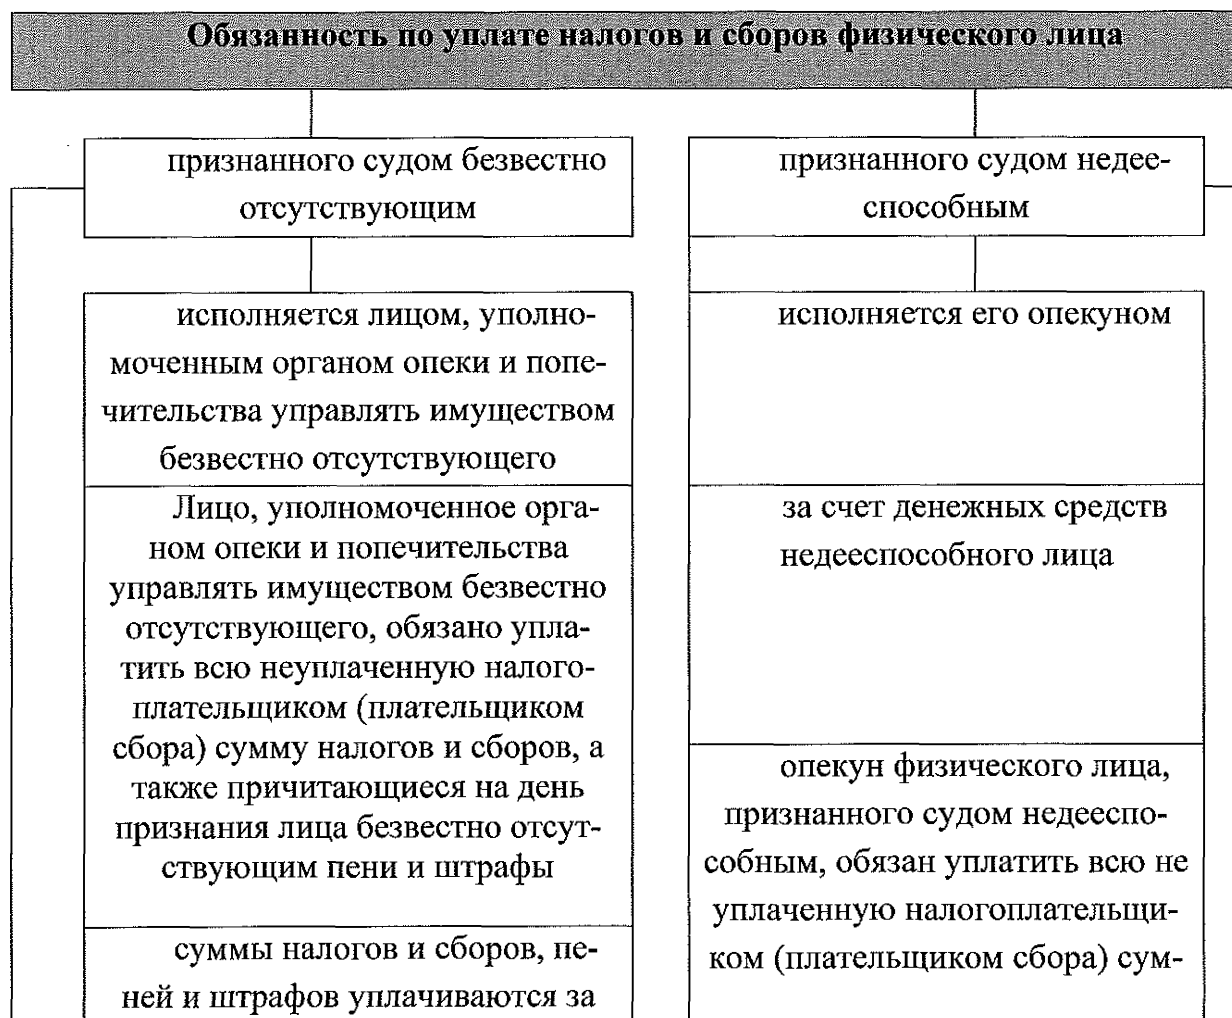 Обязанность по уплате налогов и сборов физического лица
признанного судом безвестно
отсутствующим
исполняется лицом, уполно-
моченным органом опеки и попе-
чительства управлять имуществом
безвестно отсутствующего
Лицо, уполномоченное орга-
ном опеки и попечительства
управлять имуществом безвестно
отсутствующего, обязано упла-
тить всю неуплаченную налого-
плательщиком (плательщиком
сбора) сумму налогов и сборов, а
также причитающиеся на день
признания лица безвестно отсут-
ствующим пени и штрафы
суммы налогов и сборов, пе-
ней и штрафов уплачиваются за
признанного судом недее-
способным
исполняется его опекуном
за счет денежных средств
недееспособного лица
опекун физического лица,
признанного судом недееспо-
собным, обязан уплатить всю не
уплаченную налогоплательщи-
ком (плательщиком сбора) сум-